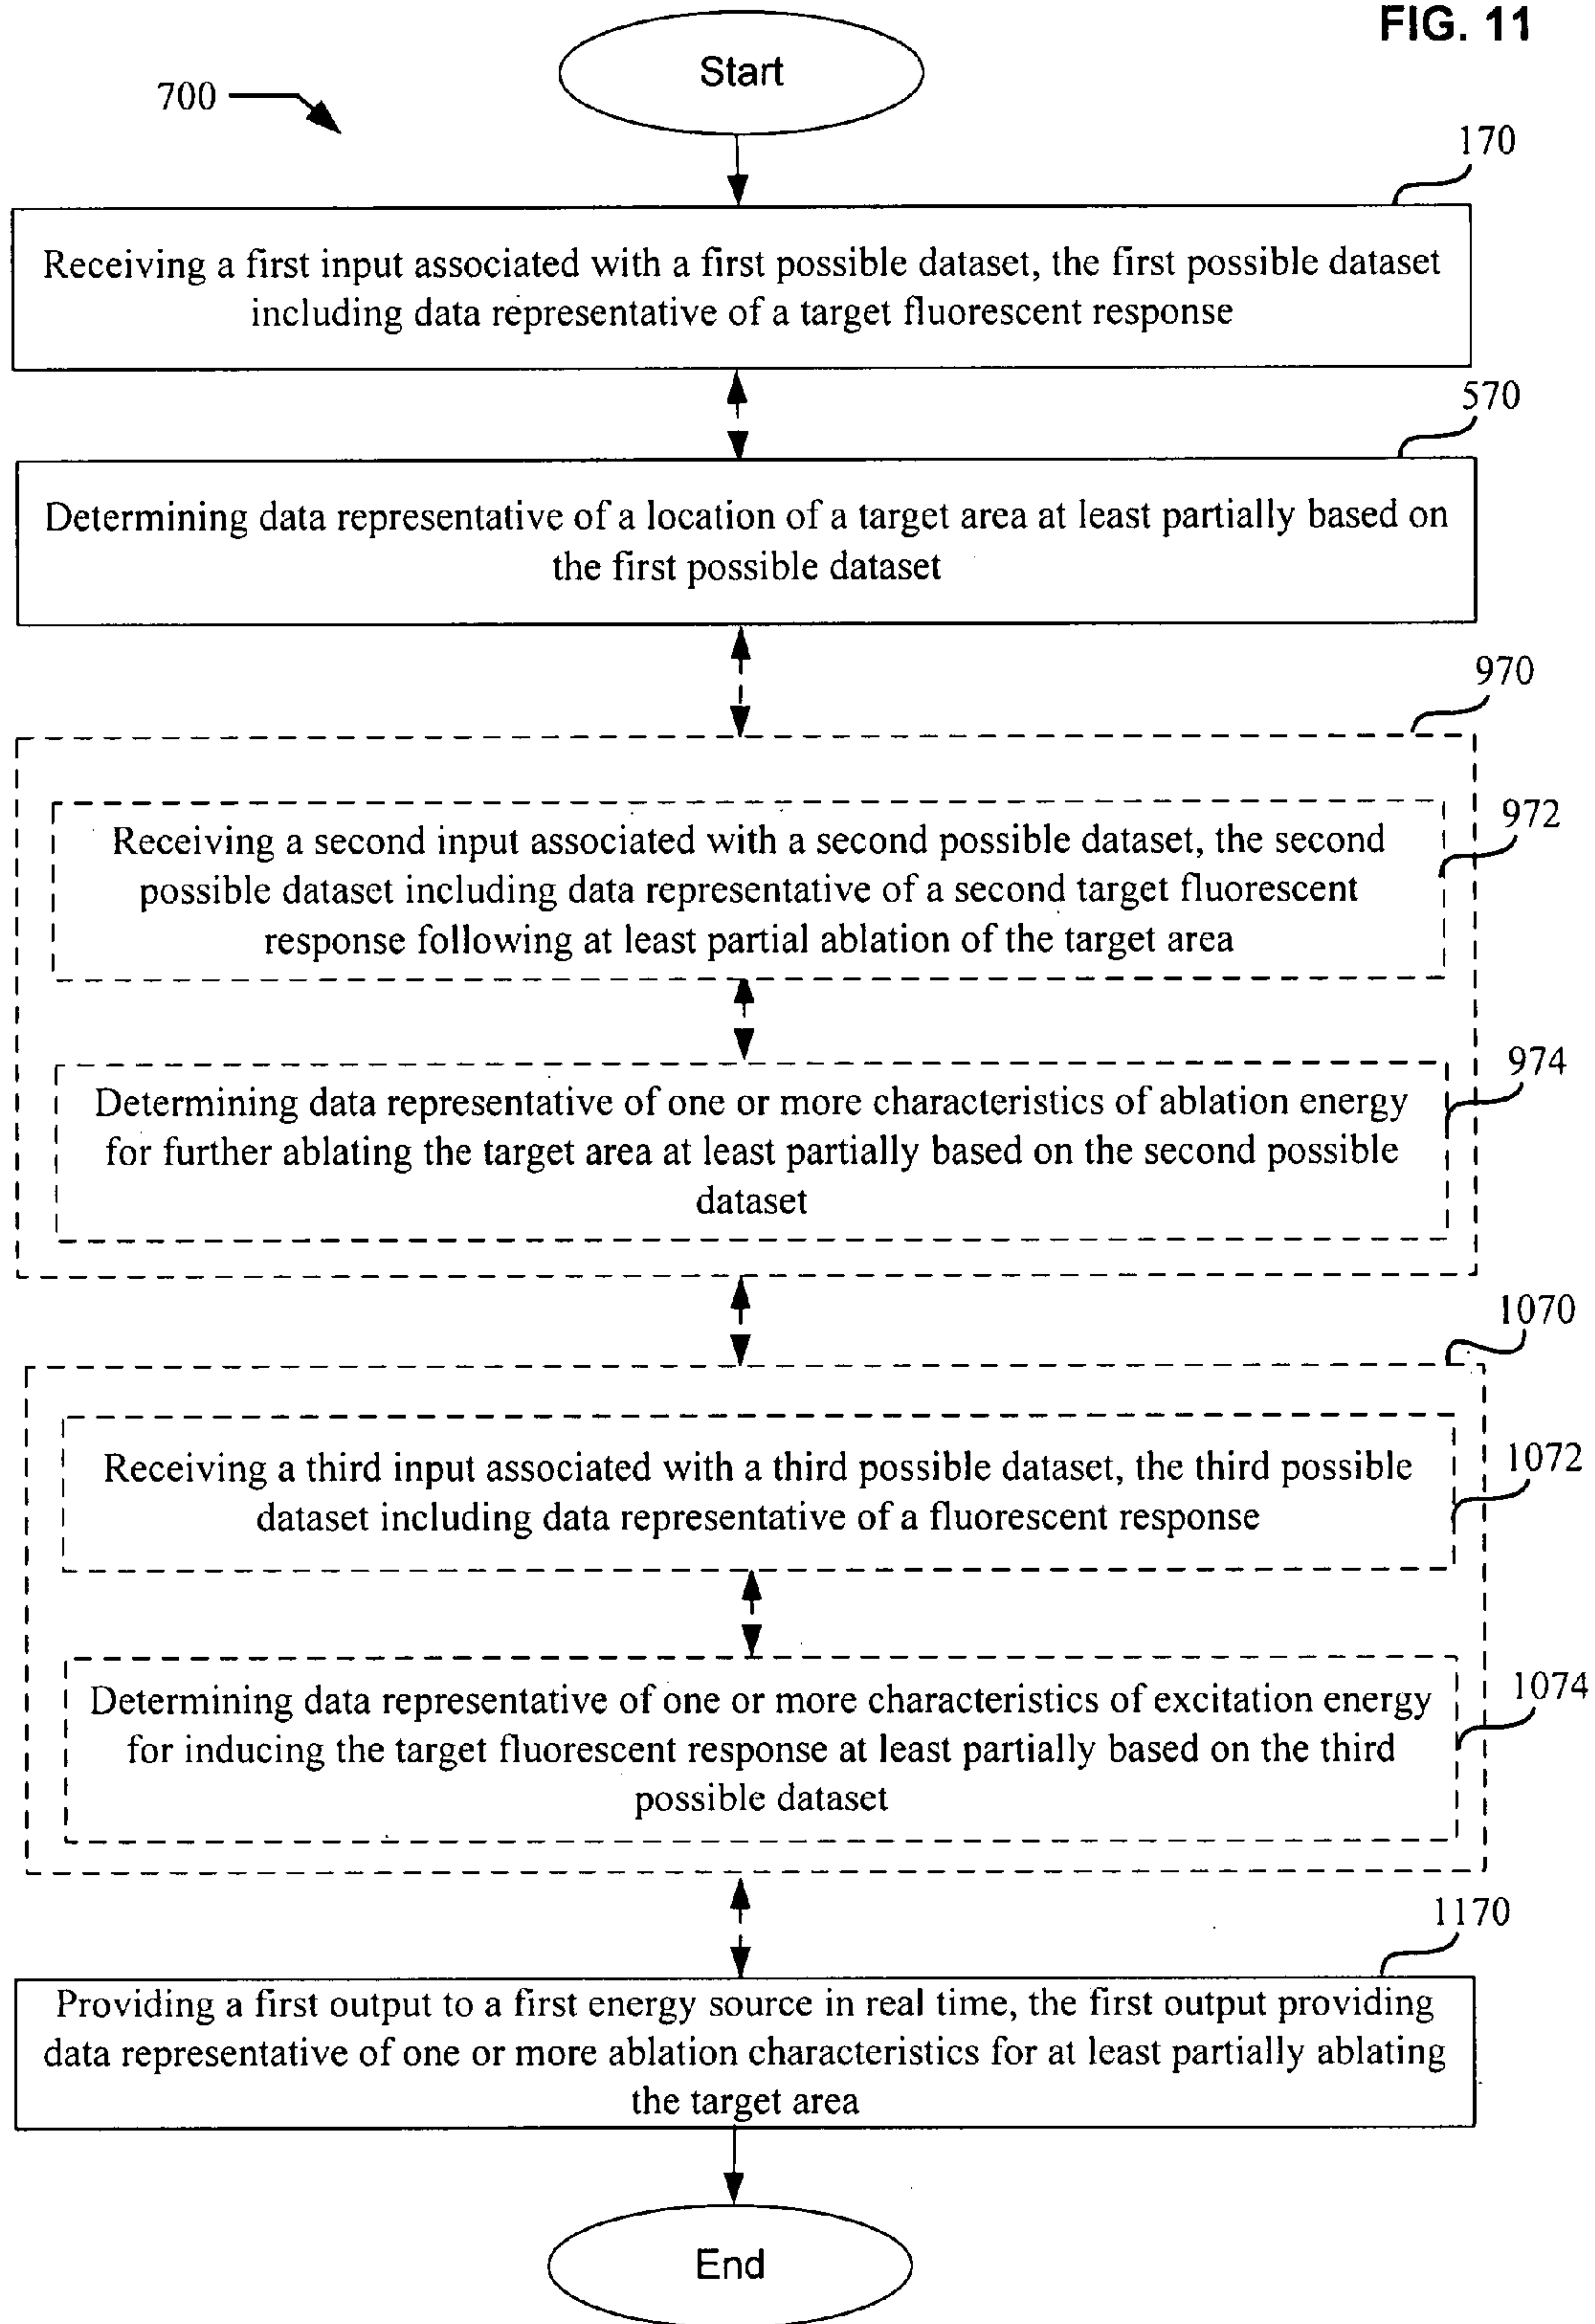 FIG. 11
Start
700
170
Receiving a first input associated with a first possible dataset, the first possible dataset
including data representative of a target fluorescent response
570
Determining data representative of a location of a target area at least partially based on
the first possible dataset
970
972
Receiving a second input associated with a second possible dataset, the second
possible dataset including data representative of a second target fluorescent
response following at least partial ablation of the target area
974
Determining data representative of one or more characteristics of ablation energy
for further ablating the target area at least partially based on the second possible
dataset
1070
1072
Receiving a third input associated with a third possible dataset, the third possible
dataset including data representative of a fluorescent response
1074
Determining data representative of one or more characteristics of excitation energy
for inducing the target fluorescent response at least partially based on the third
possible dataset
1170
Providing a first output to a first energy source in real time, the first output providing
data representative of one or more ablation characteristics for at least partially ablating
the target area
End